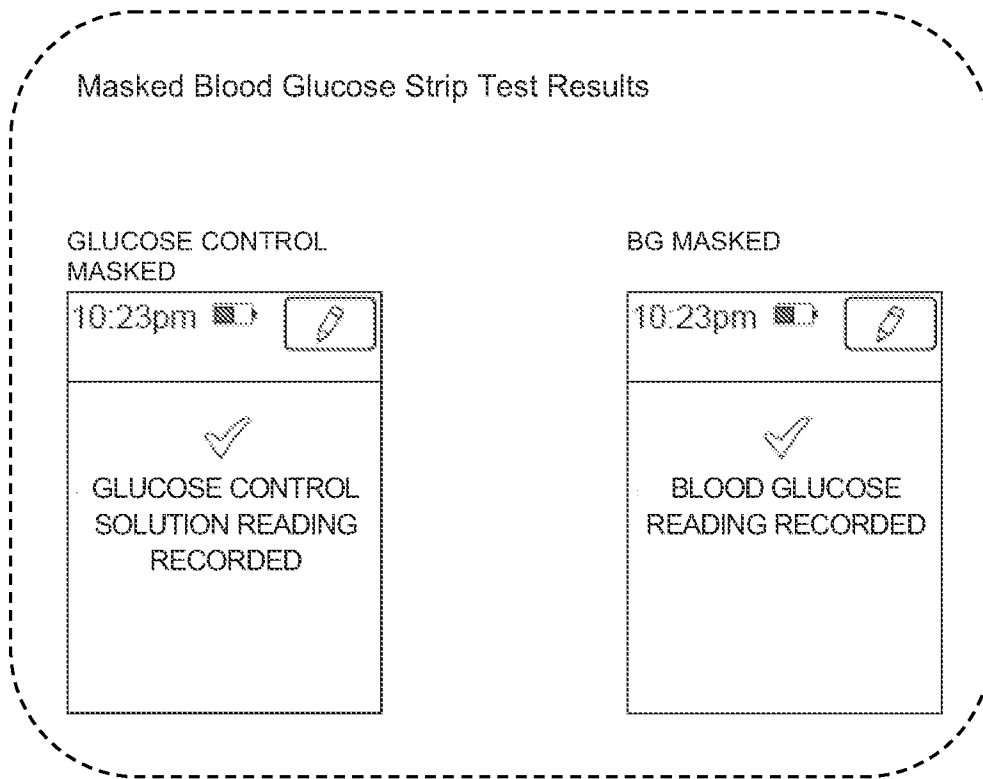 Masked Blood Glucose Strip Test Results
GLUCOSE CONTROL
MASKED
10:23pm
GLUCOSE CONTROL
SOLUTION READING
RECORDED
BG MASKED
10:23pm
BLOOD GLUCOSE
READING RECORDED